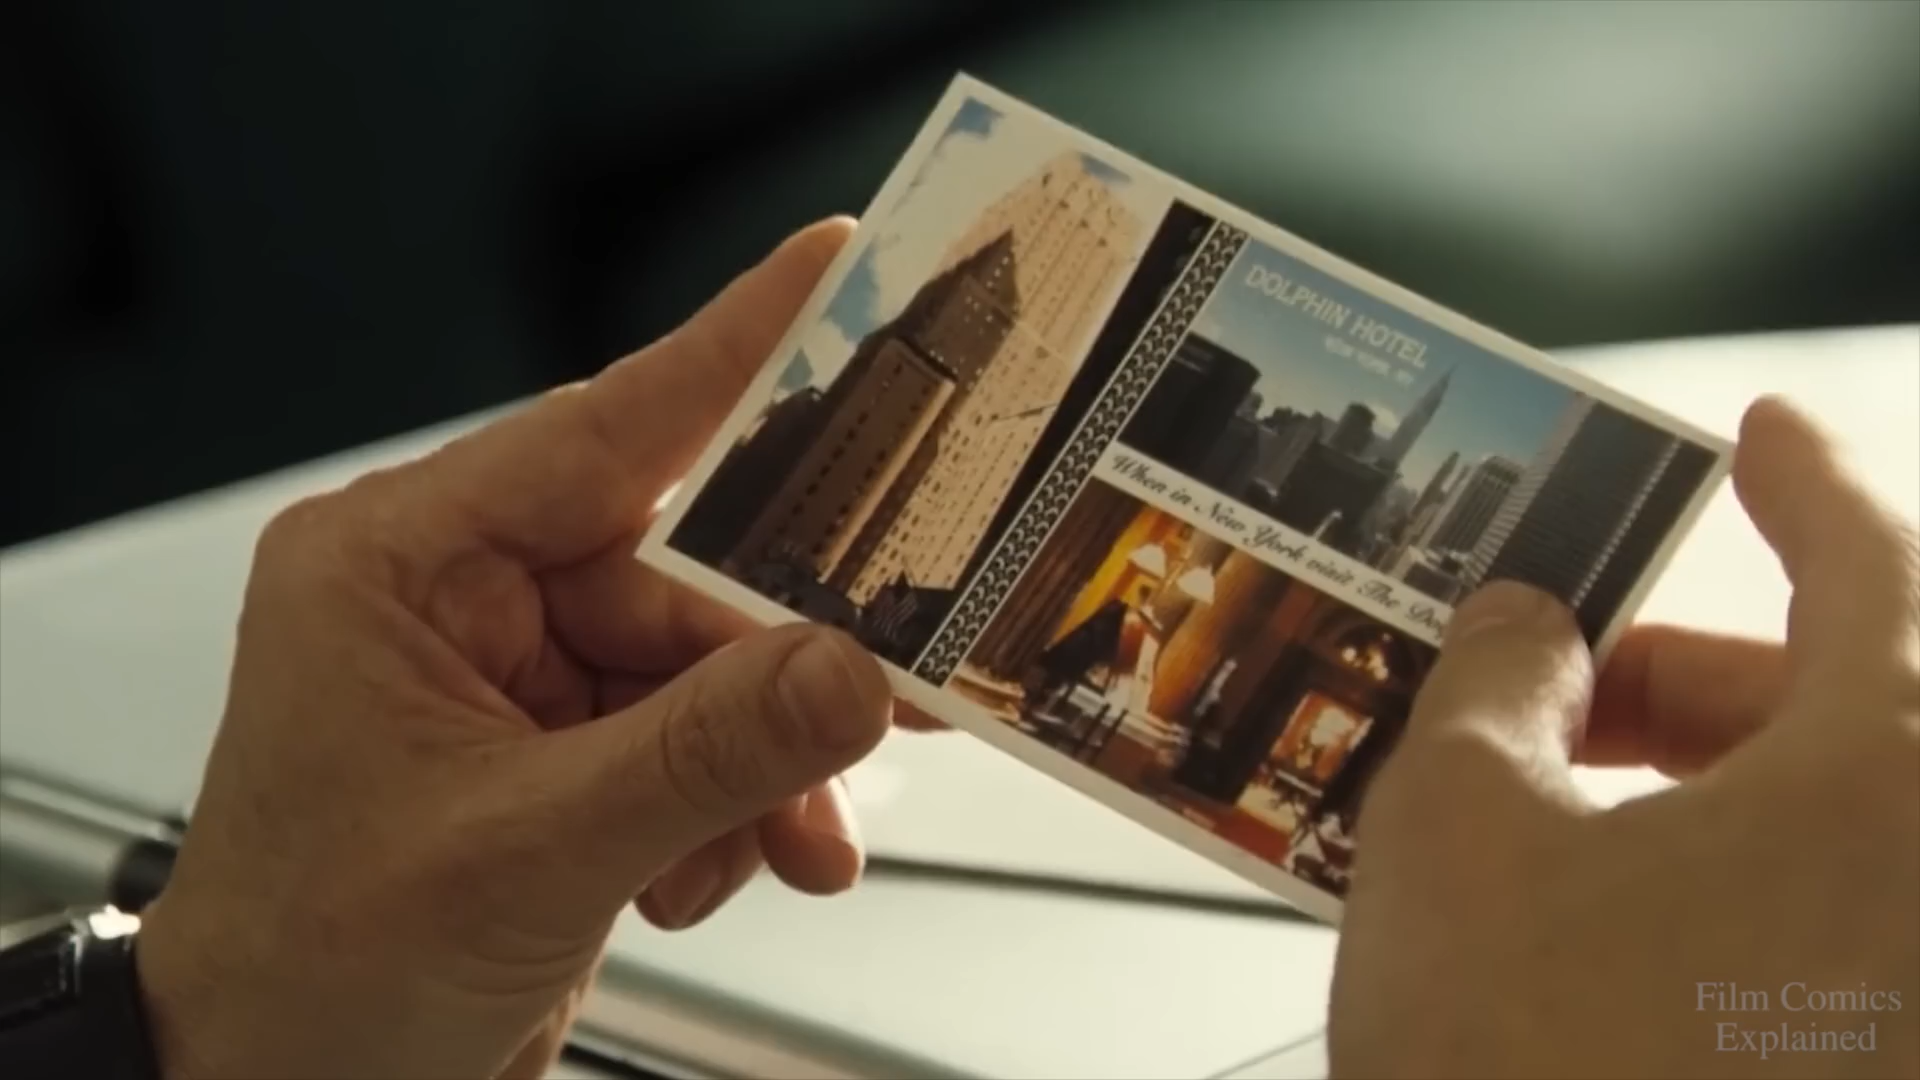 DOLPHIN HOTEL
NEW YORK, NY
When in New York visit The Do
Film Comics
Explained